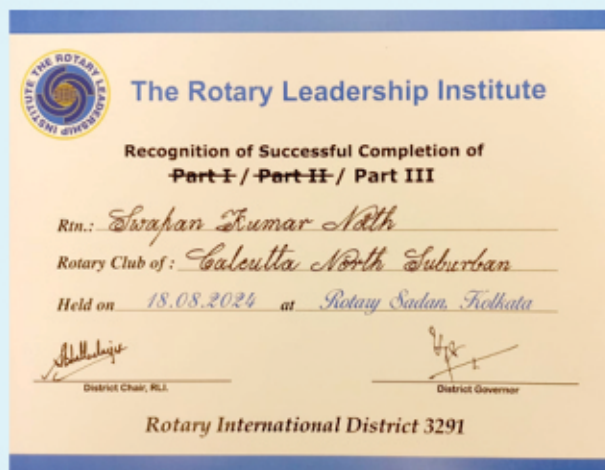 THE ROTARY LEADERSHIP INSTITUTE
The Rotary Leadership Institute
Recognition of Successful Completion of
Part I / Part II / Part III
Rtn.: Swapan Kumar Nath
Rotary Club of : Calcutta North Suburban
Held on 18.08.2024 at Rotary Sadan, Kolkata
District Chair, RLI.
District Governor
Rotary International District 3291